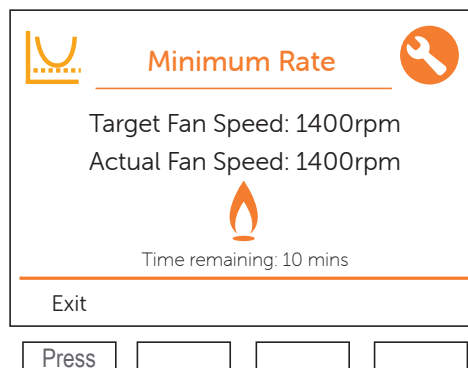 Minimum Rate
Target Fan Speed: 1400rpm
Actual Fan Speed: 1400rpm
Time remaining: 10 mins
Exit
Press